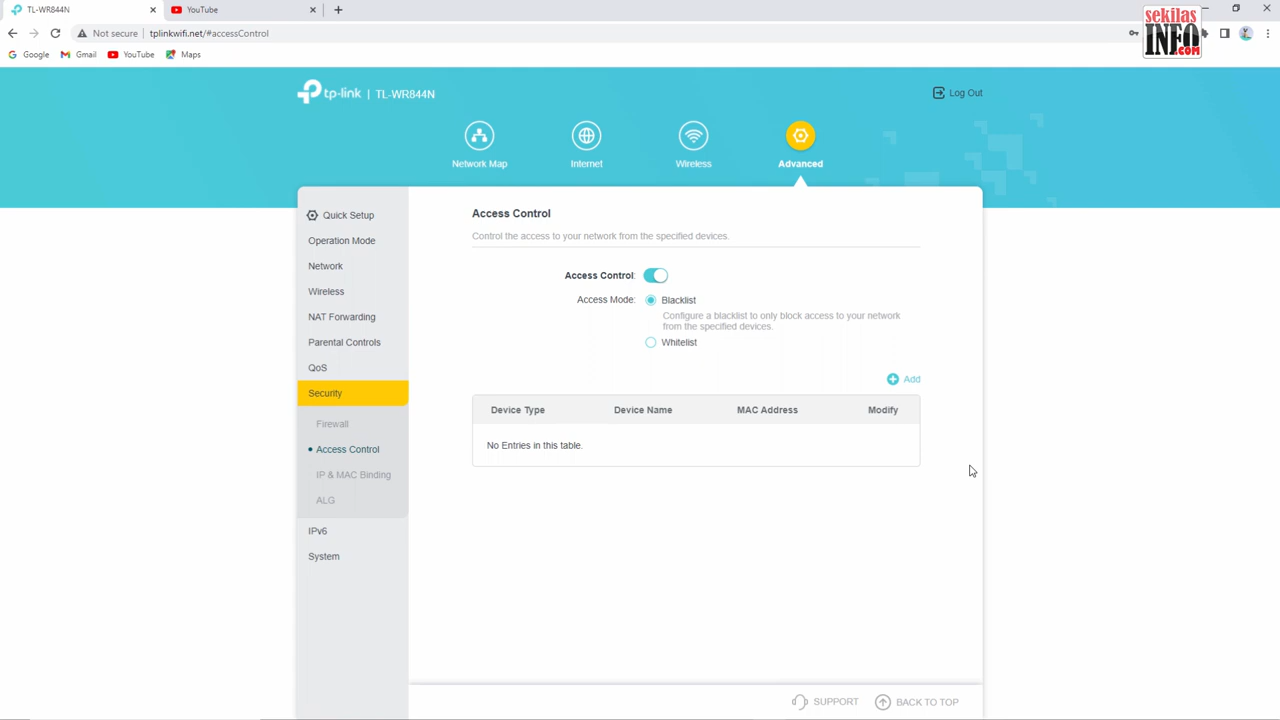 TL-WR844N
YouTube
Not secure
tplinkwifi.net/#accessControl
Google
Gmail
YouTube
Maps
sekilas
INFO.com
tp-link | TL-WR844N
Log Out
Network Map
Internet
Wireless
Advanced
Quick Setup
Operation Mode
Network
Wireless
NAT Forwarding
Parental Controls
QoS
Security
Firewall
Access Control
IP & MAC Binding
ALG
IPv6
System
Access Control
Control the access to your network from the specified devices.
Access Control:
Access Mode:
Blacklist
Configure a blacklist to only block access to your network
from the specified devices.
Whitelist
Add
Device Type
Device Name
MAC Address
Modify
No Entries in this table.
SUPPORT
BACK TO TOP